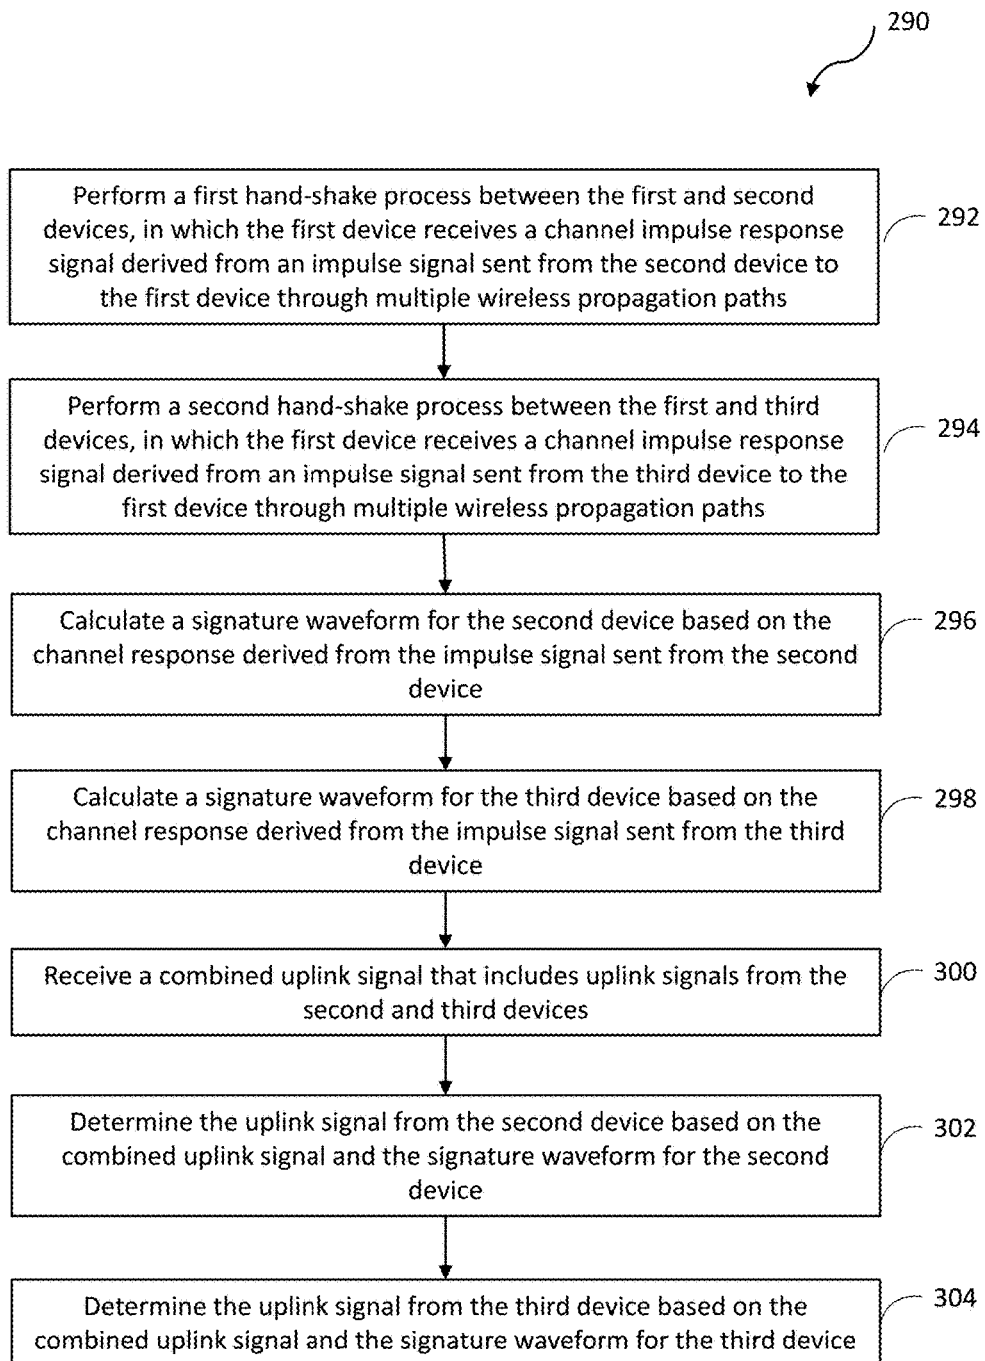 290
Perform a first hand-shake process between the first and second
devices, in which the first device receives a channel impulse response
signal derived from an impulse signal sent from the second device to
the first device through multiple wireless propagation paths
292
Perform a second hand-shake process between the first and third
devices, in which the first device receives a channel impulse response
signal derived from an impulse signal sent from the third device to the
first device through multiple wireless propagation paths
294
Calculate a signature waveform for the second device based on the
channel response derived from the impulse signal sent from the second
device
296
Calculate a signature waveform for the third device based on the
channel response derived from the impulse signal sent from the third
device
298
Receive a combined uplink signal that includes uplink signals from the
second and third devices
300
Determine the uplink signal from the second device based on the
combined uplink signal and the signature waveform for the second
device
302
Determine the uplink signal from the third device based on the
combined uplink signal and the signature waveform for the third device
304